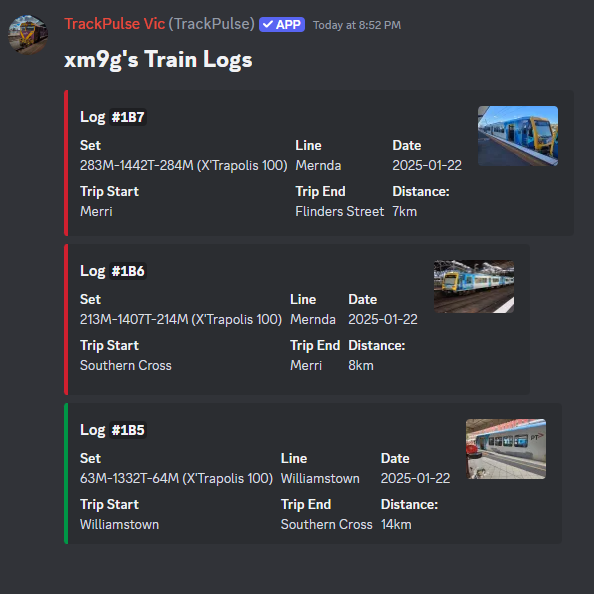 TrackPulse Vic (TrackPulse) APP Today at 8:52 PM
xm9g's Train Logs
Log #1B7
Set Line Date
283M-1442T-284M (X'Trapolis 100) Mernda 2025-01-22
Trip Start Trip End Distance:
Merri Flinders Street 7km
Log #1B6
Set Line Date
213M-1407T-214M (X'Trapolis 100) Mernda 2025-01-22
Trip Start Trip End Distance:
Southern Cross Merri 8km
Log #1B5
Set Line Date
63M-1332T-64M (X'Trapolis 100) Williamstown 2025-01-22
Trip Start Trip End Distance:
Williamstown Southern Cross 14km